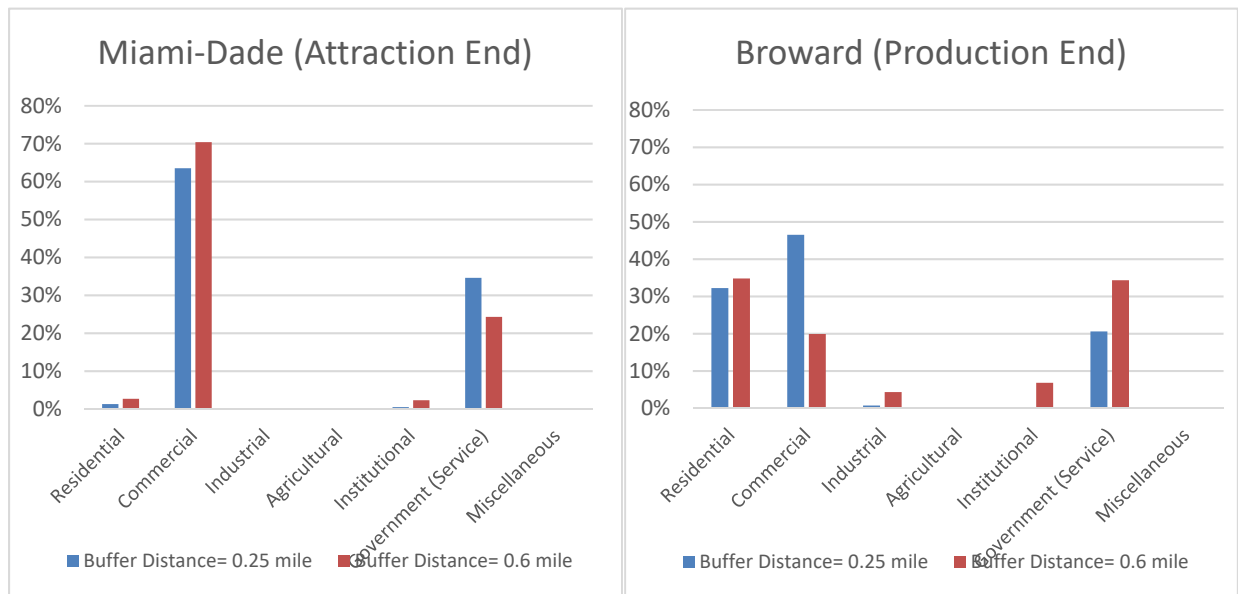 Miami-Dade (Attraction End)
80%
70%
60%
50%
40%
30%
20%
10%
0%
Residential
Commercial
Industrial
Agricultural
Institutional
Government (Service)
Miscellaneous
Buffer Distance= 0.25 mile
Buffer Distance= 0.6 mile
Broward (Production End)
80%
70%
60%
50%
40%
30%
20%
10%
0%
Residential
Commercial
Industrial
Agricultural
Institutional
Government (Service)
Miscellaneous
Buffer Distance= 0.25 mile
Buffer Distance= 0.6 mile